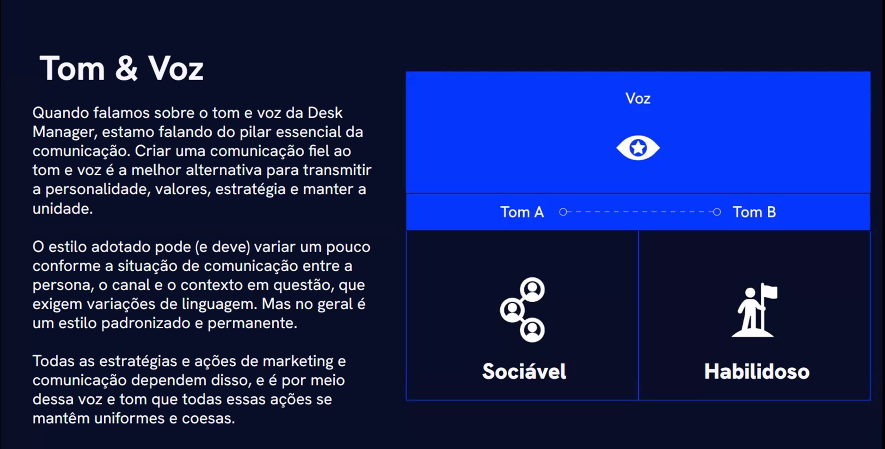 Tom & Voz
Quando falamos sobre o tom e voz da Desk
Manager, estamo falando do pilar essencial da
comunicação. Criar uma comunicação fiel ao
tom e voz é a melhor alternativa para transmitir
a personalidade, valores, estratégia e manter a
unidade.
O estilo adotado pode (e deve) variar um pouco
conforme a situação de comunicação entre a
persona, o canal e o contexto em questão, que
exigem variações de linguagem. Mas no geral é
um estilo padronizado e permanente.
Todas as estratégias e ações de marketing e
comunicação dependem disso, e é por meio
dessa voz e tom que todas essas ações se
mantêm uniformes e coesas.
Voz
Tom A
Tom B
Sociável
Habilidoso